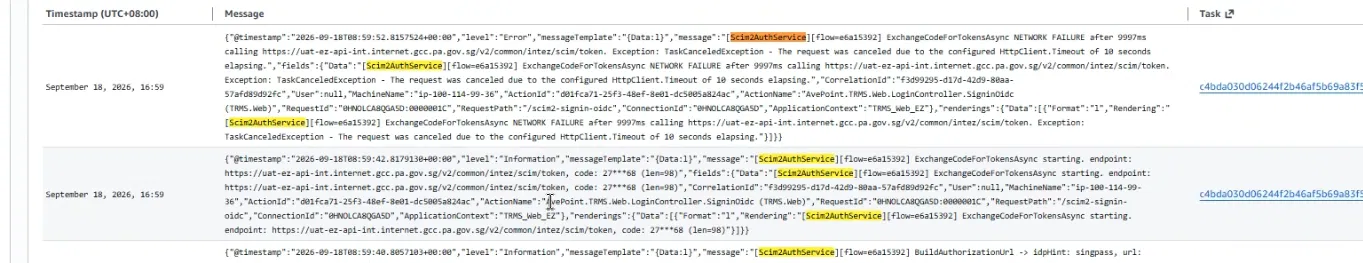 Timestamp (UTC+08:00)
Message
Task
{"@timestamp":"2026-09-18T08:59:52.8157524+00:00","level":"Error","messageTemplate":"{Data:l}","message":"[Scim2AuthService][flow=e6a15392] ExchangeCodeForTokensAsync NETWORK FAILURE after 9997ms
calling https://uat-ez-api-int.internet.gcc.pa.gov.sg/v2/common/intez/scim/token. Exception: TaskCanceledException - The request was canceled due to the configured HttpClient.Timeout of 10 seconds
elapsing.","fields":{"Data":"[Scim2AuthService][flow=e6a15392] ExchangeCodeForTokensAsync NETWORK FAILURE after 9997ms calling https://uat-ez-api-int.internet.gcc.pa.gov.sg/v2/common/intez/scim/token.
Exception: TaskCanceledException - The request was canceled due to the configured HttpClient.Timeout of 10 seconds elapsing.","CorrelationId":"f3d99295-d17d-42d9-80aa-
September 18, 2026, 16:59
57afd89d92fc","User":null,"MachineName":"ip-100-114-99-36","ActionId":"d01fca71-25f3-48ef-8e01-dc5005a824ac","ActionName":"AvePoint.TRMS.Web.LoginController.SigninOidc
c4bda030d06244f2b46af5b69a83f5
(TRMS.Web)","RequestId":"0HNOLCA8QGA5D:0000001C","RequestPath":"/scim2-signin-oidc","ConnectionId":"0HNOLCA8QGA5D","ApplicationContext":"TRMS_Web_EZ"},"renderings":{"Data":[{"Format":"l","Rendering":"
[Scim2AuthService][flow=e6a15392] ExchangeCodeForTokensAsync NETWORK FAILURE after 9997ms calling https://uat-ez-api-int.internet.gcc.pa.gov.sg/v2/common/intez/scim/token. Exception:
TaskCanceledException - The request was canceled due to the configured HttpClient.Timeout of 10 seconds elapsing."}]}}
{"@timestamp":"2026-09-18T08:59:42.8179130+00:00","level":"Information","messageTemplate":"{Data:l}","message":"[Scim2AuthService][flow=e6a15392] ExchangeCodeForTokensAsync starting. endpoint:
https://uat-ez-api-int.internet.gcc.pa.gov.sg/v2/common/intez/scim/token, code: 27***68 (len=98)","fields":{"Data":"[Scim2AuthService][flow=e6a15392] ExchangeCodeForTokensAsync starting. endpoint:
https://uat-ez-api-int.internet.gcc.pa.gov.sg/v2/common/intez/scim/token, code: 27***68 (len=98)","CorrelationId":"f3d99295-d17d-42d9-80aa-57afd89d92fc","User":null,"MachineName":"ip-100-114-99-
September 18, 2026, 16:59
36","ActionId":"d01fca71-25f3-48ef-8e01-dc5005a824ac","ActionName":"AvePoint.TRMS.Web.LoginController.SigninOidc (TRMS.Web)","RequestId":"0HNOLCA8QGA5D:0000001C","RequestPath":"/scim2-signin-
c4bda030d06244f2b46af5b69a83f5
oidc","ConnectionId":"0HNOLCA8QGA5D","ApplicationContext":"TRMS_Web_EZ"},"renderings":{"Data":[{"Format":"l","Rendering":"[Scim2AuthService][flow=e6a15392] ExchangeCodeForTokensAsync starting.
endpoint: https://uat-ez-api-int.internet.gcc.pa.gov.sg/v2/common/intez/scim/token, code: 27***68 (len=98)"}]}}
{"@timestamp":"2026-09-18T08:59:40.8057103+00:00","level":"Information","messageTemplate":"{Data:l}","message":"[Scim2AuthService][flow=e6a15392] BuildAuthorizationUrl -> idpHint: singpass, url: